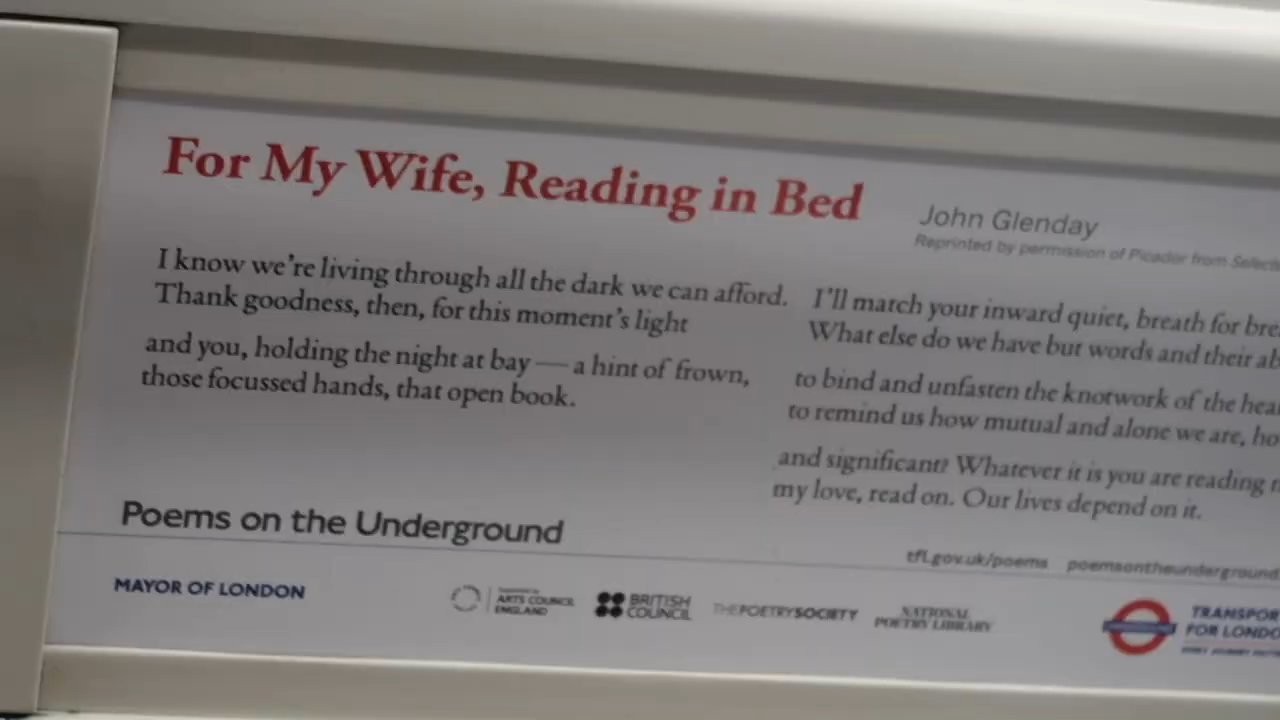 For My Wife, Reading in Bed
John Glenday
Reprinted by permission of Picador from
I know we're living through all the dark we can afford.
Thank goodness, then, for this moment's light
and you, holding the night at bay — a hint of frown,
those focussed hands, that open book.
I'll match your inward quiet, breath for
What else do we have but words and their
to bind and unfasten the knotwork of the
to remind us how mutual and alone we are,
and significant? Whatever it is you are reading
my love, read on. Our lives depend on it.
Poems on the Underground
tfl.gov.uk/poems poemsontheunderground
MAYOR OF LONDON
Supported by
ARTS COUNCIL
ENGLAND
BRITISH
COUNCIL
THEPOETRYSOCIETY
NATIONAL
POETRY LIBRARY
TRANSPOR
FOR LONDO